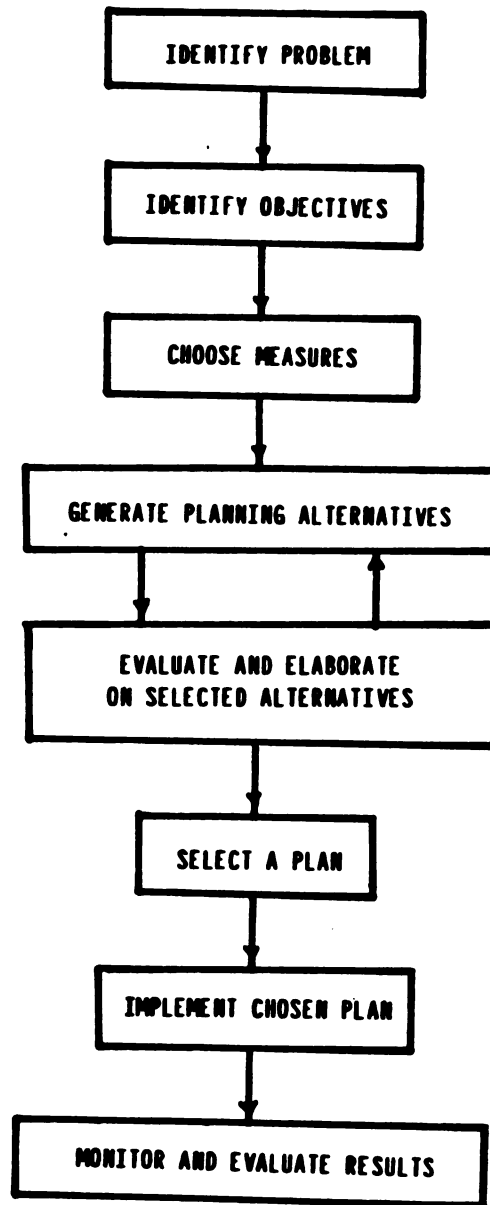 IDENTIFY PROBLEM
IDENTIFY OBJECTIVES
CHOOSE MEASURES
GENERATE PLANNING ALTERNATIVES
EVALUATE AND ELABORATE
ON SELECTED ALTERNATIVES
SELECT A PLAN
IMPLEMENT CHOSEN PLAN
MONITOR AND EVALUATE RESULTS